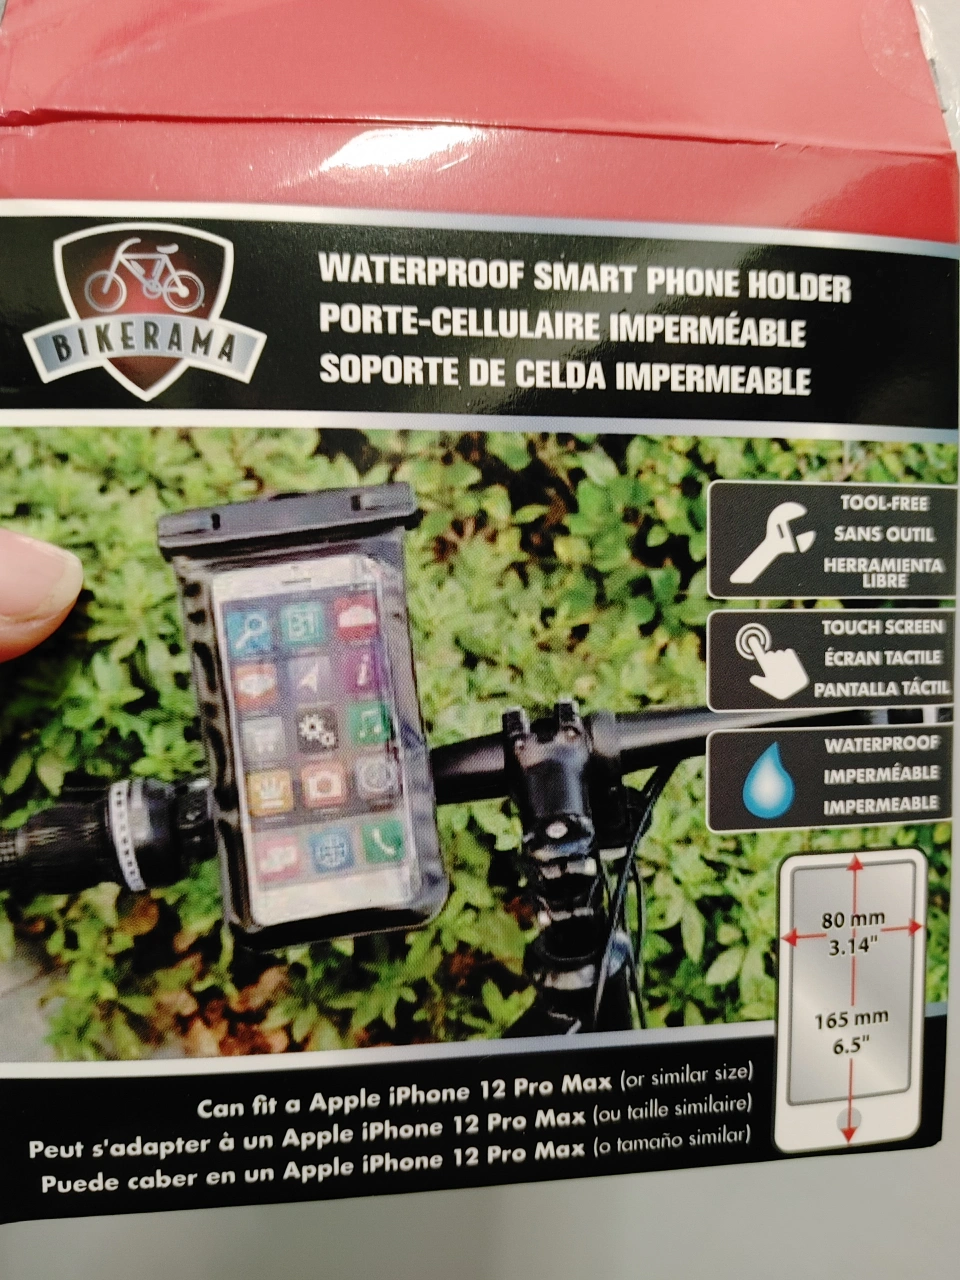 BIKERAMA
WATERPROOF SMART PHONE HOLDER
PORTE-CELLULAIRE IMPERMÉABLE
SOPORTE DE CELDA IMPERMEABLE
TOOL-FREE
SANS OUTIL
HERRAMIENTA
LIBRE
TOUCH SCREEN
ÉCRAN TACTILE
PANTALLA TÁCTIL
WATERPROOF
IMPERMÉABLE
IMPERMEABLE
31
80 mm
3.14"
165 mm
6.5"
Can fit a Apple iPhone 12 Pro Max (or similar size)
Peut s'adapter à un Apple iPhone 12 Pro Max (ou taille similaire)
Puede caber en un Apple iPhone 12 Pro Max (o tamaño similar)